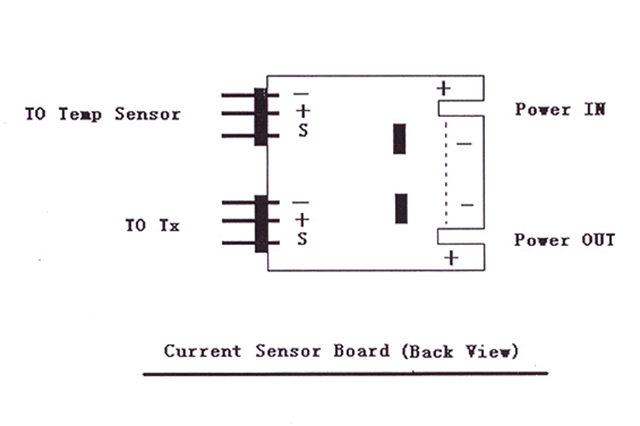 +
−
TO Temp Sensor
+
Power IN
S
−
−
−
TO Tx
+
S
Power OUT
+
Current Sensor Board (Back View)